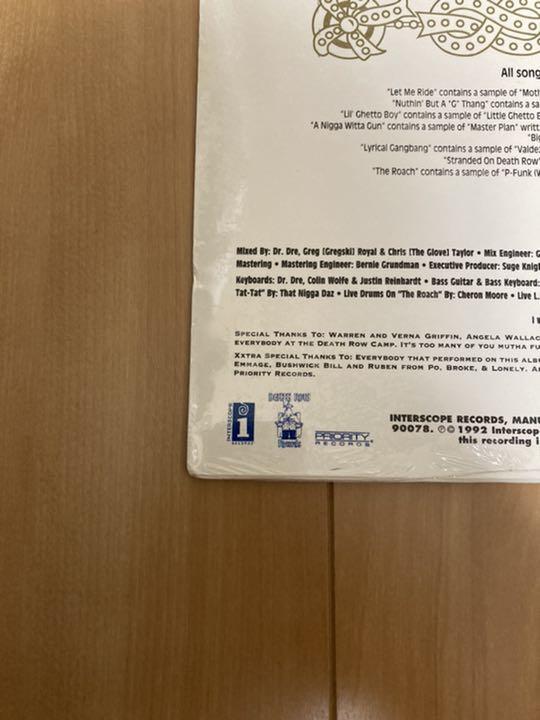 All song
"Let Me Ride" contains a sample of "Moth
"Nuthin' But A "G" Thang" contains a sa
"Lil' Ghetto Boy" contains a sample of "Little Ghetto B
"A Nigga Witta Gun" contains a sample of "Master Plan" writt
"Big
"Lyrical Gangbang" contains a sample of "Valdez
"Stranded On Death Row"
"The Roach" contains a sample of "P-Funk (W
Mixed By: Dr. Dre, Greg [Gregski] Royal & Chris [The Glove] Taylor • Mix Engineer: G
Mastering • Mastering Engineer: Bernie Grundman • Executive Producer: Suge Knigh
Keyboards: Dr. Dre, Colin Wolfe & Justin Reinhardt • Bass Guitar & Bass Keyboard:
Tat-Tat" By: That Nigga Daz • Live Drums On "The Roach" By: Cheron Moore • Live
I w
Special Thanks To: Warren and Verna Griffin, Angela Wallac
everybody at the Death Row Camp. It's too many of you mutha fu
Xxtra Special Thanks To: Everybody that performed on this albu
Emmage, Bushwick Bill and Ruben from Po, Broke, & Lonely. A
Priority Records.
INTERSCOPE RECORDS
i
DEATH ROW
Records
PRIORITY
RECORDS
INTERSCOPE RECORDS, MANU
90078. ℗© 1992 Interscop
this recording i